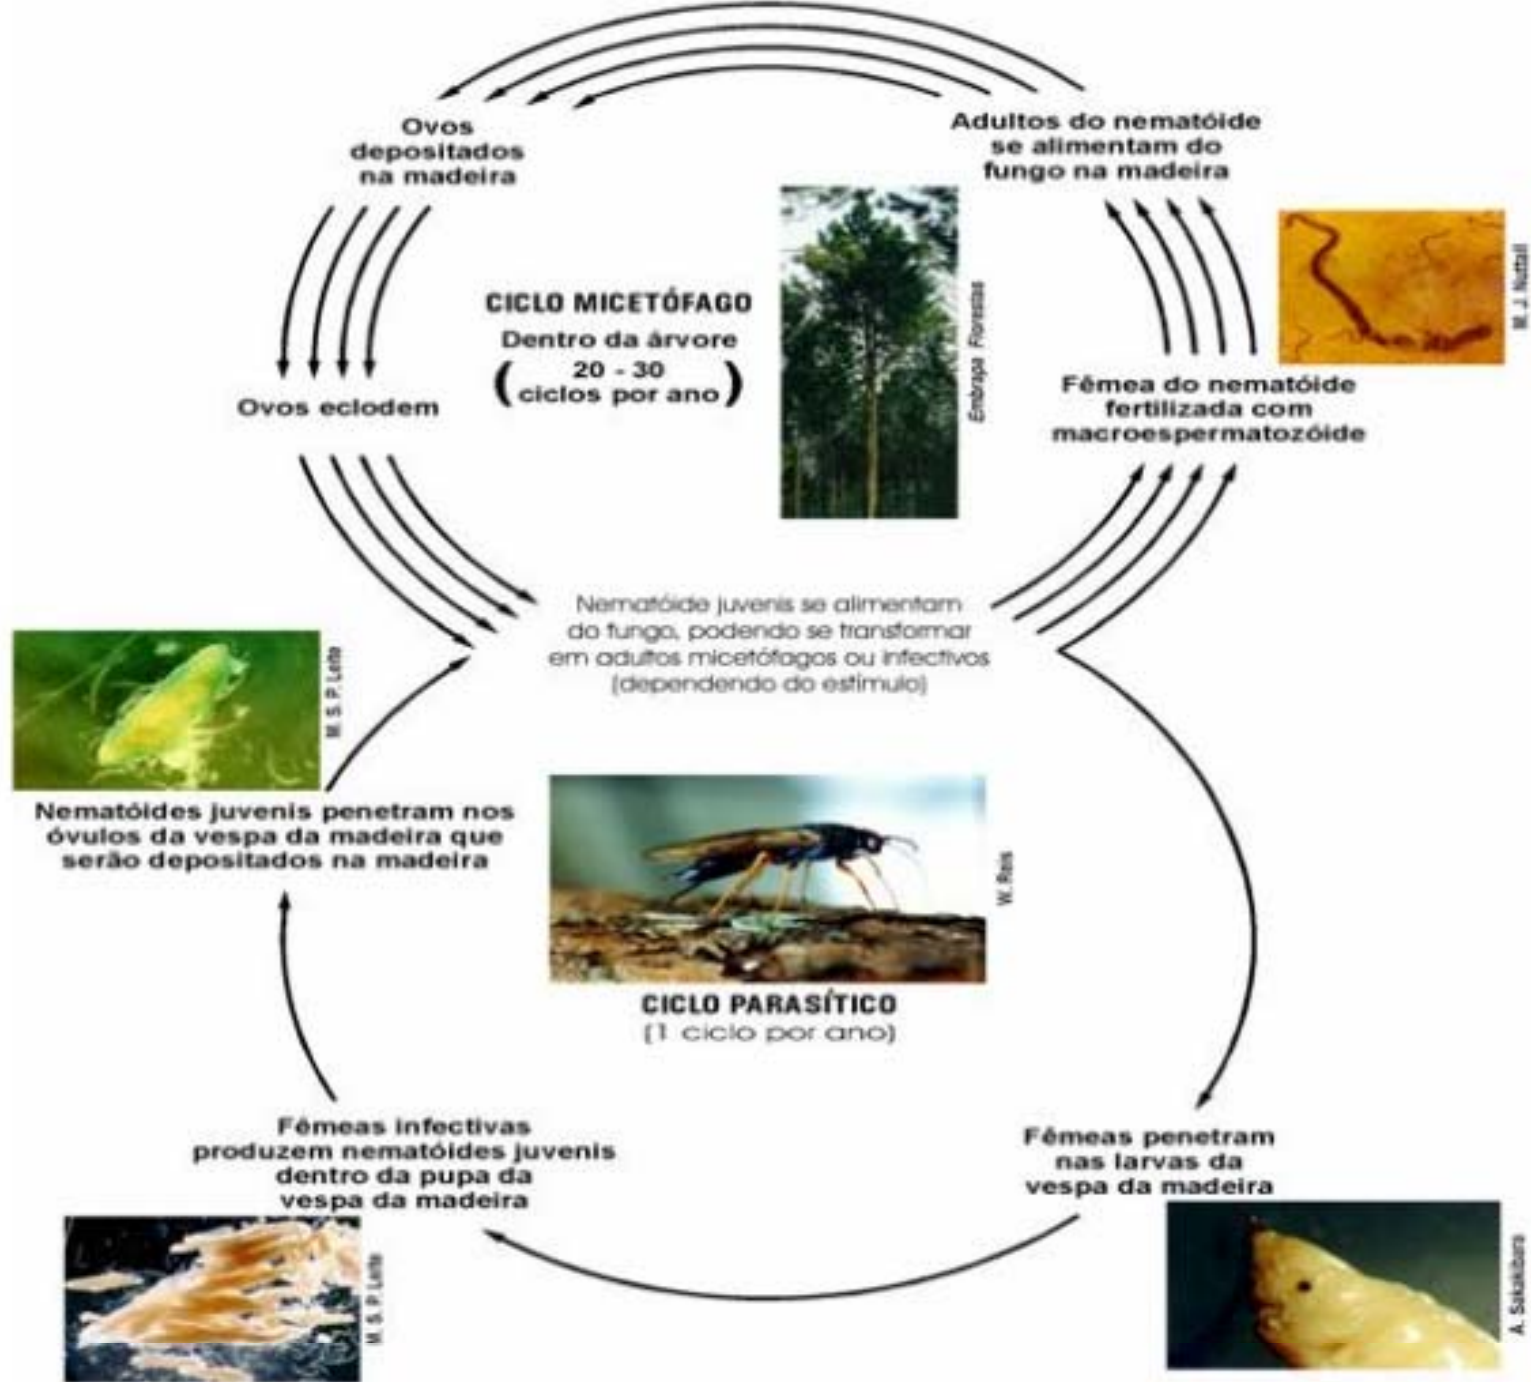 Ovos
depositados
na madeira
Adultos do nematóide
se alimentam do
fungo na madeira
M. J. Nuttall
CICLO MICETÓFAGO
Dentro da árvore
(20 - 30
ciclos por ano)
Embrapa Florestas
Ovos eclodem
Fêmea do nematóide
fertilizada com
macroespermatozóide
Nematóide juvenis se alimentam
do fungo, podendo se transformar
em adultos micetófagos ou infectivos
(dependendo do estímulo)
M. S. P. Leite
Nematóides juvenis penetram nos
óvulos da vespa da madeira que
serão depositados na madeira
W. Reis
CICLO PARASÍTICO
(1 ciclo por ano)
Fêmeas infectivas
produzem nematóides juvenis
dentro da pupa da
vespa da madeira
M. S. P. Leite
Fêmeas penetram
nas larvas da
vespa da madeira
A. Sakakibara